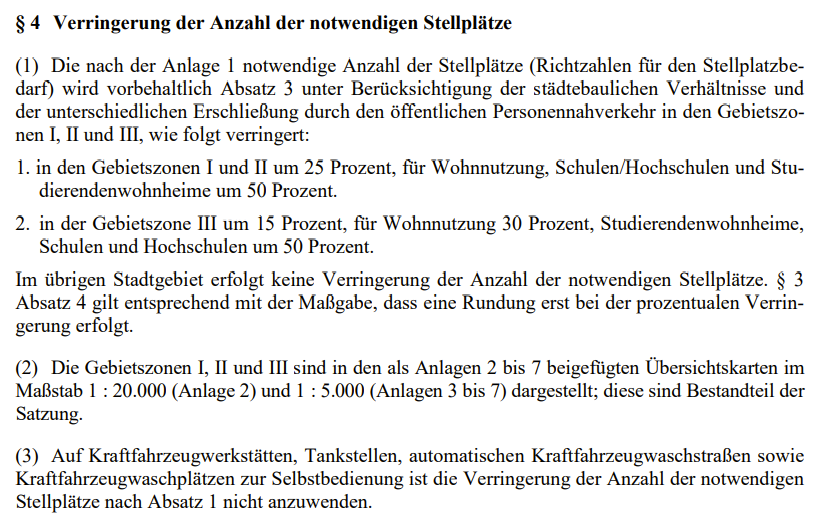 § 4 Verringerung der Anzahl der notwendigen Stellplätze
(1) Die nach der Anlage 1 notwendige Anzahl der Stellplätze (Richtzahlen für den Stellplatzbe-
darf) wird vorbehaltlich Absatz 3 unter Berücksichtigung der städtebaulichen Verhältnisse und
der unterschiedlichen Erschließung durch den öffentlichen Personennahverkehr in den Gebietszo-
nen I, II und III, wie folgt verringert:
1. in den Gebietszonen I und II um 25 Prozent, für Wohnnutzung, Schulen/Hochschulen und Stu-
dierendenwohnheime um 50 Prozent.
2. in der Gebietszone III um 15 Prozent, für Wohnnutzung 30 Prozent, Studierendenwohnheime,
Schulen und Hochschulen um 50 Prozent.
Im übrigen Stadtgebiet erfolgt keine Verringerung der Anzahl der notwendigen Stellplätze. § 3
Absatz 4 gilt entsprechend mit der Maßgabe, dass eine Rundung erst bei der prozentualen Verrin-
gerung erfolgt.
(2) Die Gebietszonen I, II und III sind in den als Anlagen 2 bis 7 beigefügten Übersichtskarten im
Maßstab 1 : 20.000 (Anlage 2) und 1 : 5.000 (Anlagen 3 bis 7) dargestellt; diese sind Bestandteil der
Satzung.
(3) Auf Kraftfahrzeugwerkstätten, Tankstellen, automatischen Kraftfahrzeugwaschstraßen sowie
Kraftfahrzeugwaschplätzen zur Selbstbedienung ist die Verringerung der Anzahl der notwendigen
Stellplätze nach Absatz 1 nicht anzuwenden.